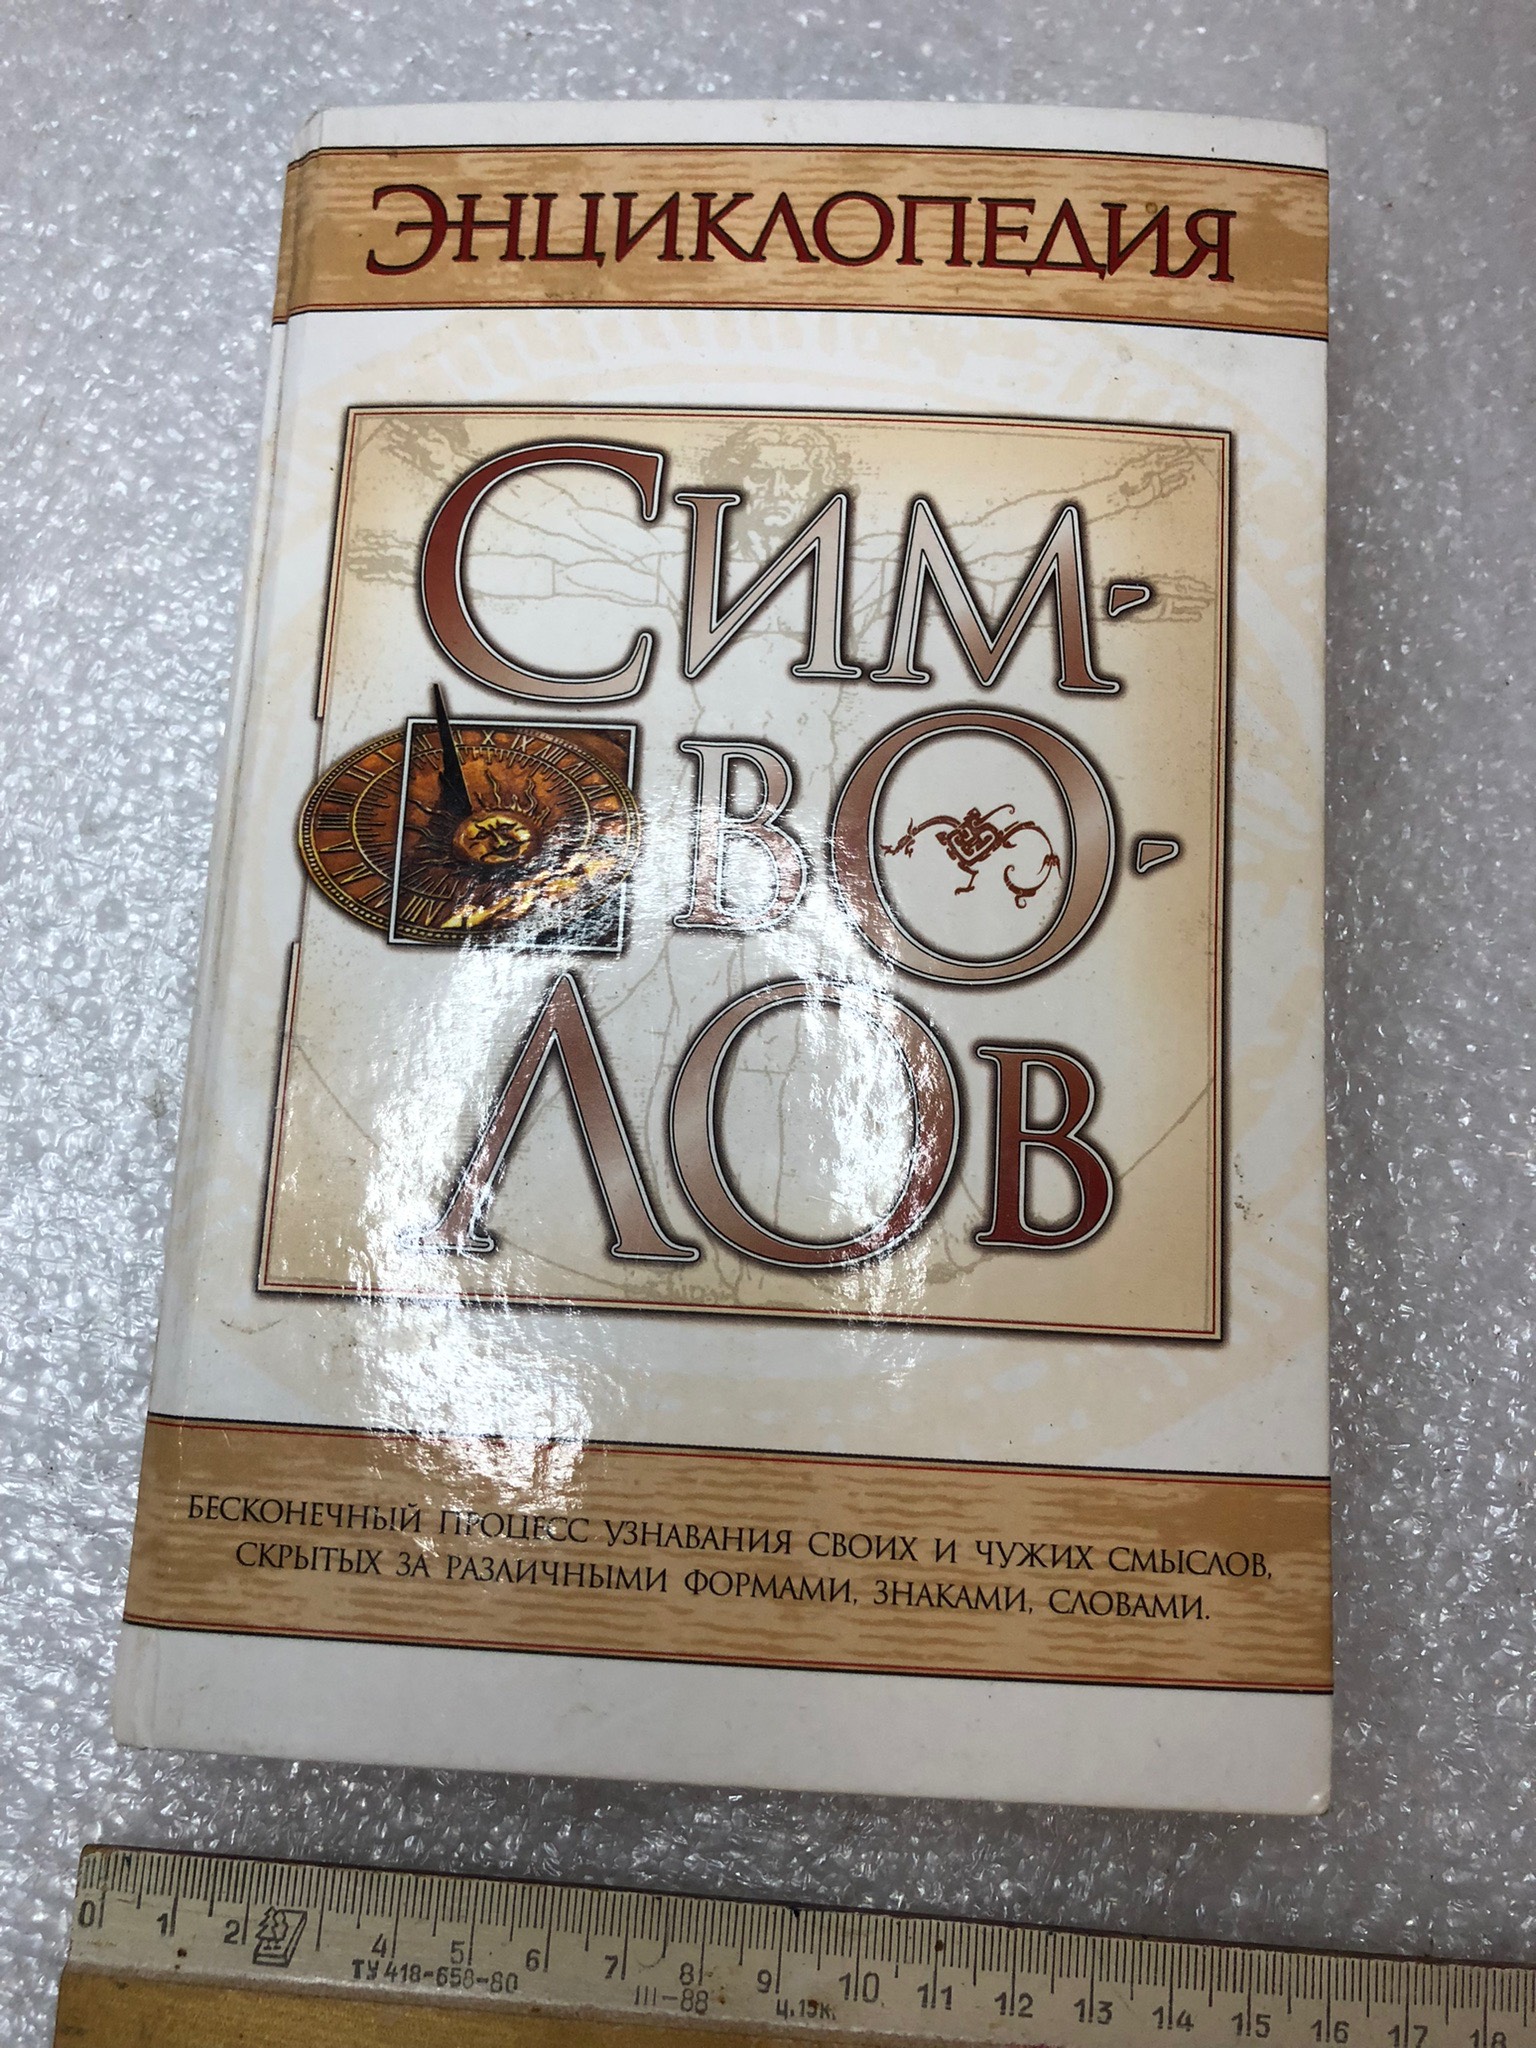 ЭНЦИКЛОПЕДИЯ
СИМ-
ВО-
ЛОВ
БЕСКОНЕЧНЫЙ ПРОЦЕСС УЗНАВАНИЯ СВОИХ И ЧУЖИХ СМЫСЛОВ,
СКРЫТЫХ ЗА РАЗЛИЧНЫМИ ФОРМАМИ, ЗНАКАМИ, СЛОВАМИ.
0 1 2 4 5 6 7 8 9 10 11 12 13 14 15 16 17 18
ТУ 418-658-80 III-88 Ц.15к.